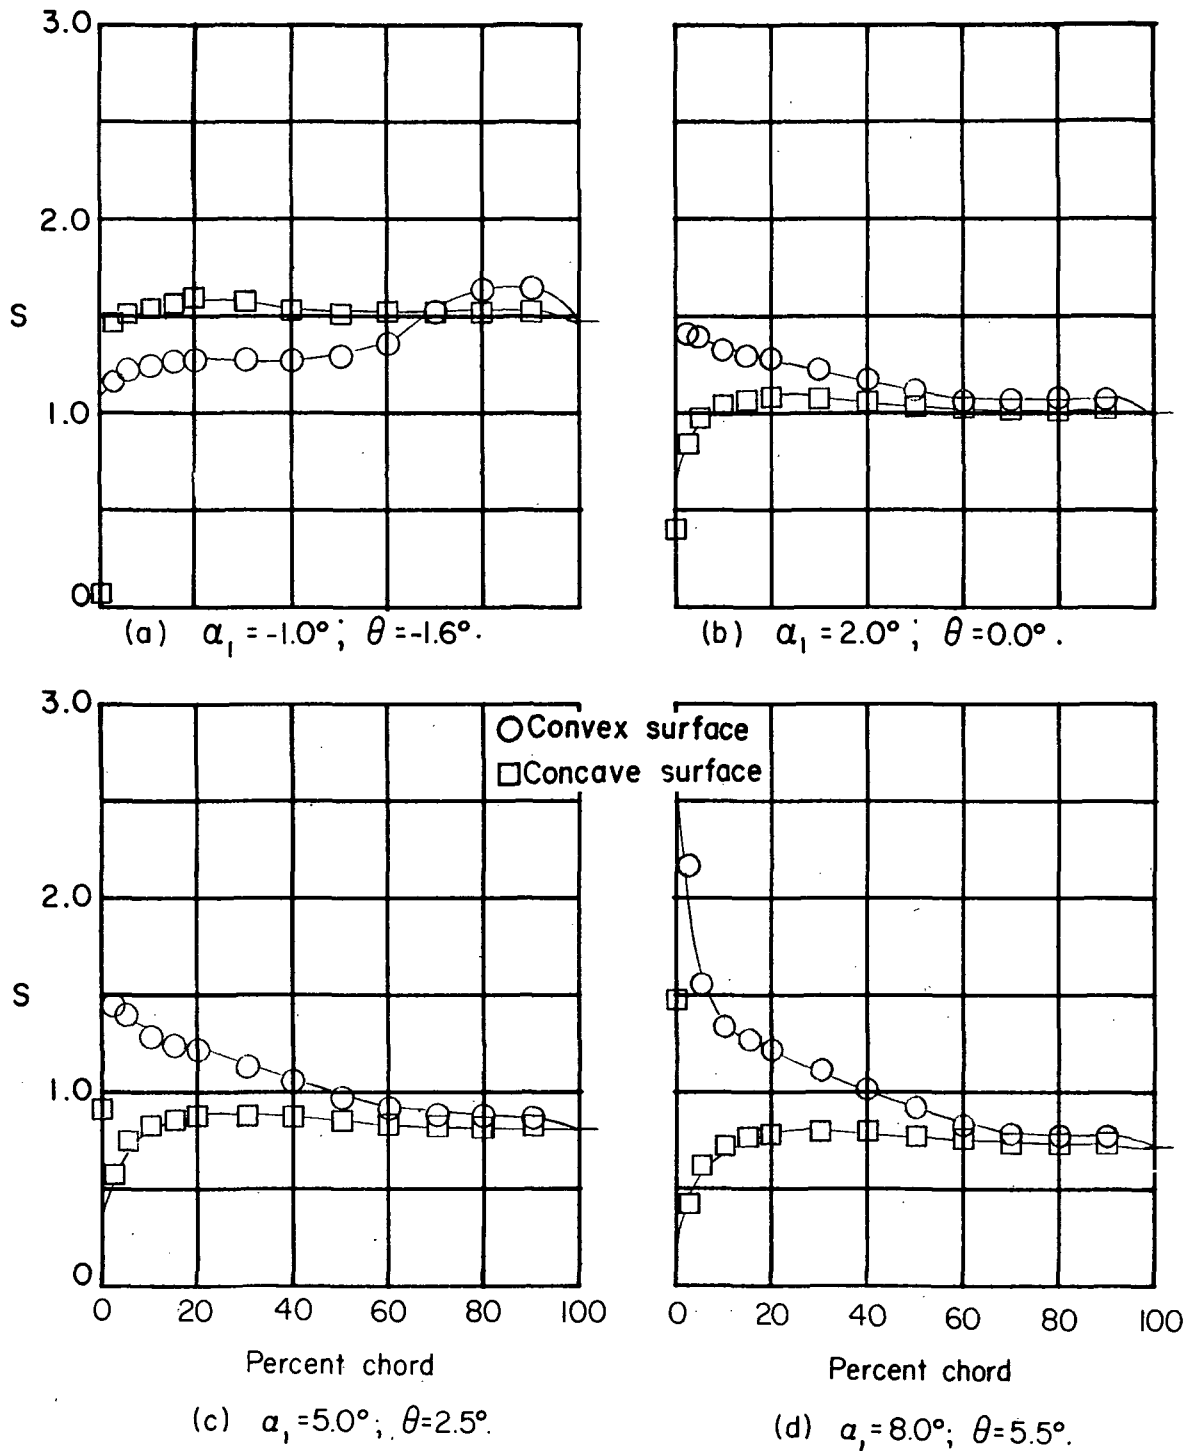 3.0
2.0
S
1.0
0
(a) α₁ = -1.0°; θ = -1.6°.
(b) α₁ = 2.0°; θ = 0.0°.
3.0
○ Convex surface
□ Concave surface
2.0
S
1.0
0
0 20 40 60 80 100
0 20 40 60 80 100
Percent chord
Percent chord
(c) α₁ = 5.0°; θ = 2.5°.
(d) α₁ = 8.0°; θ = 5.5°.